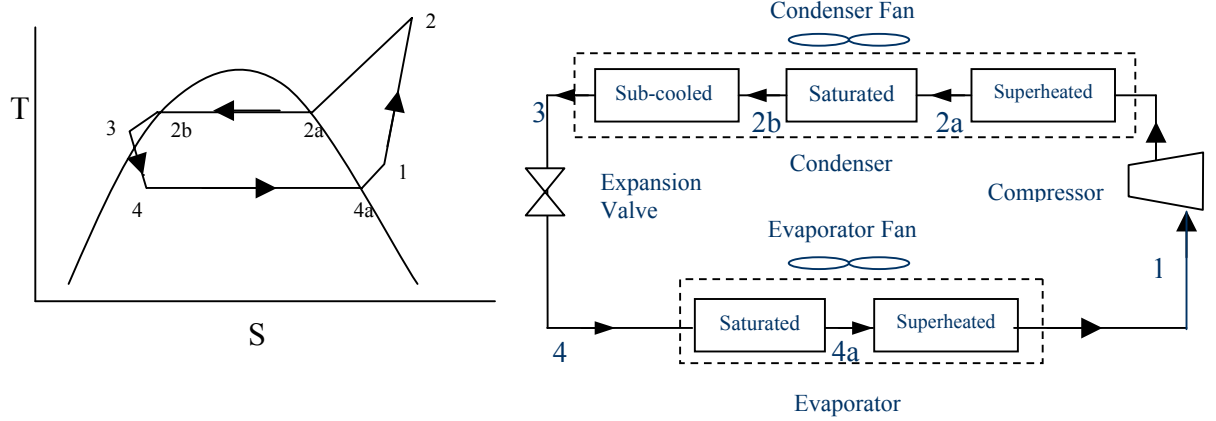 T
2
3
2b
2a
1
4
4a
S
Condenser Fan
Sub-cooled
Saturated
Superheated
3
2b
2a
Condenser
Expansion
Valve
Compressor
Evaporator Fan
1
Saturated
Superheated
4
4a
Evaporator